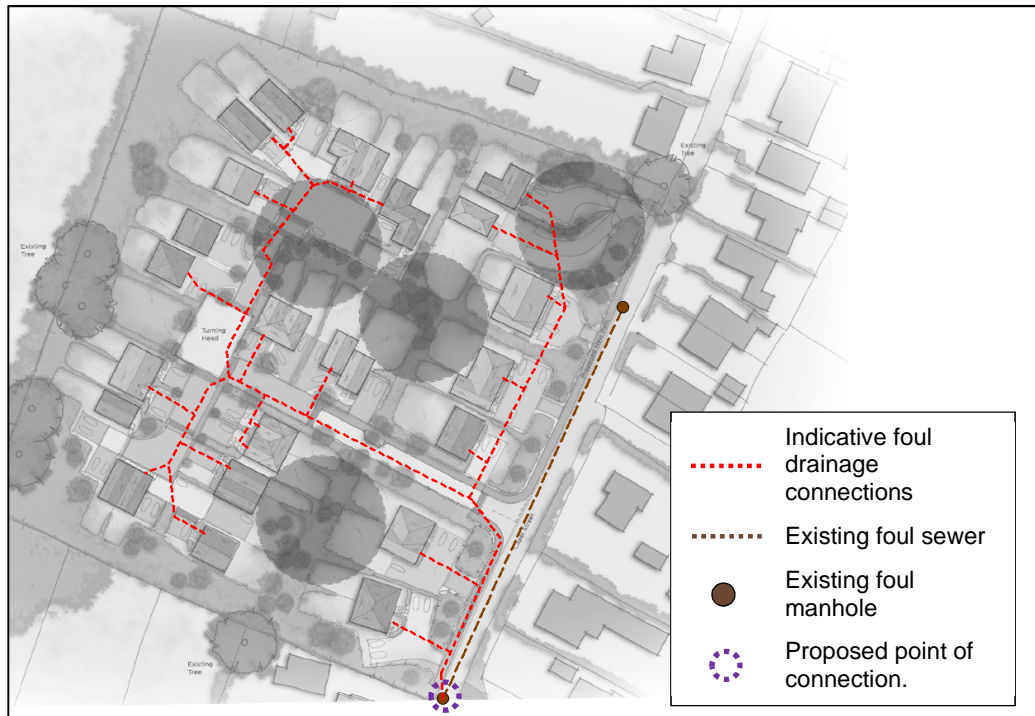 Existing
Tree
Existing
Tree
Turning
Head
Existing
Tree
Indicative foul
drainage
connections
Existing foul sewer
Existing foul
manhole
Proposed point of
connection.